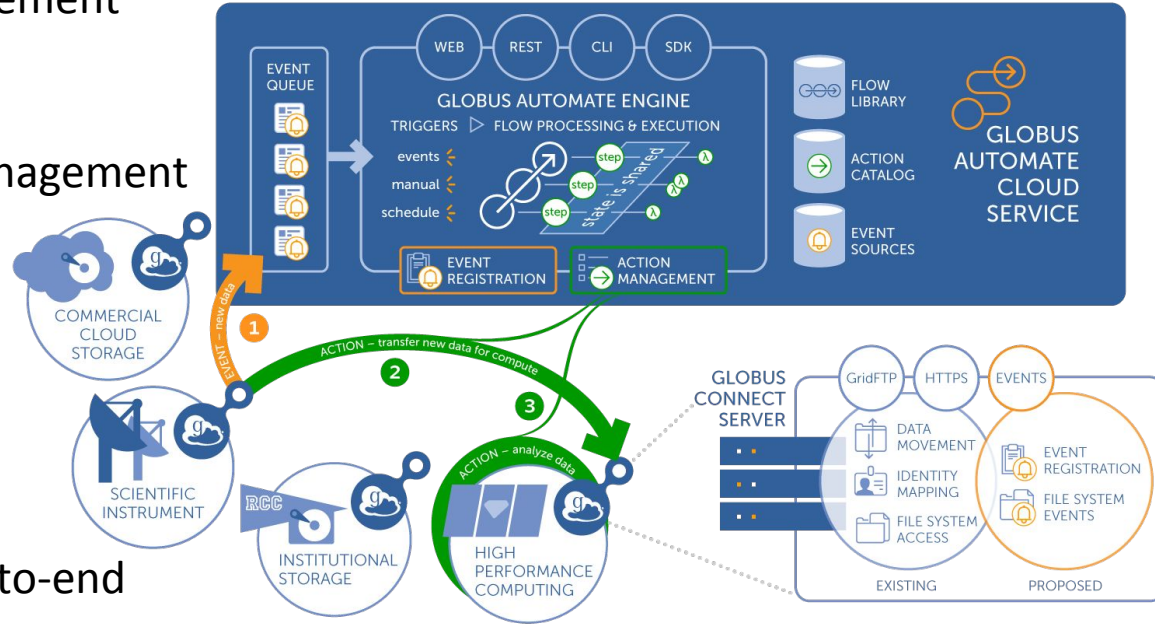 ement
nagement
to-end
WEB
REST
CLI
SDK
EVENT
QUEUE
GLOBUS AUTOMATE ENGINE
TRIGGERS ▷ FLOW PROCESSING & EXECUTION
events
manual
schedule
step
step
step
state is shared
λ
λ
λ
λ
EVENT
REGISTRATION
ACTION
MANAGEMENT
FLOW
LIBRARY
ACTION
CATALOG
EVENT
SOURCES
GLOBUS
AUTOMATE
CLOUD
SERVICE
COMMERCIAL
CLOUD
STORAGE
g
EVENT – new data
1
ACTION – transfer new data for compute
2
3
SCIENTIFIC
INSTRUMENT
g
RCC
INSTITUTIONAL
STORAGE
g
ACTION – analyze data
HIGH
PERFORMANCE
COMPUTING
g
GLOBUS
CONNECT
SERVER
GridFTP
HTTPS
EVENTS
DATA
MOVEMENT
IDENTITY
MAPPING
FILE SYSTEM
ACCESS
EVENT
REGISTRATION
FILE SYSTEM
EVENTS
EXISTING
PROPOSED